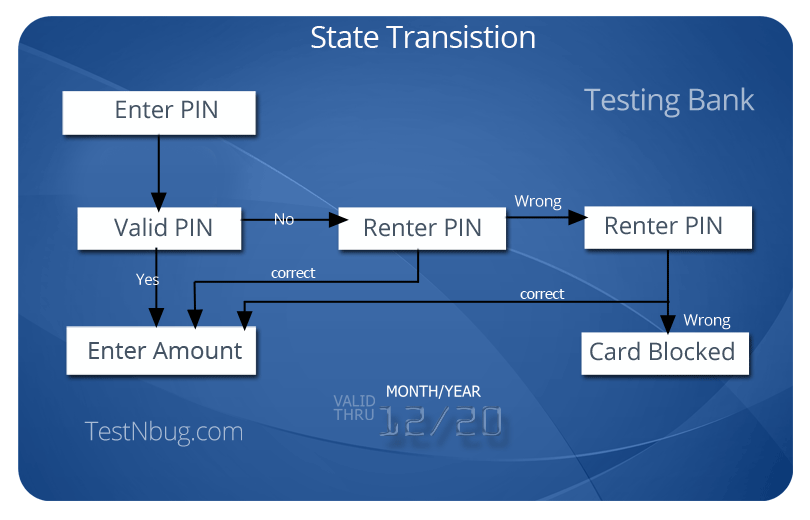 State Transistion
Testing Bank
Enter PIN
Valid PIN
No
Renter PIN
Wrong
Renter PIN
Yes
correct
correct
Wrong
Enter Amount
Card Blocked
MONTH/YEAR
VALID
THRU
12/20
TestNbug.com